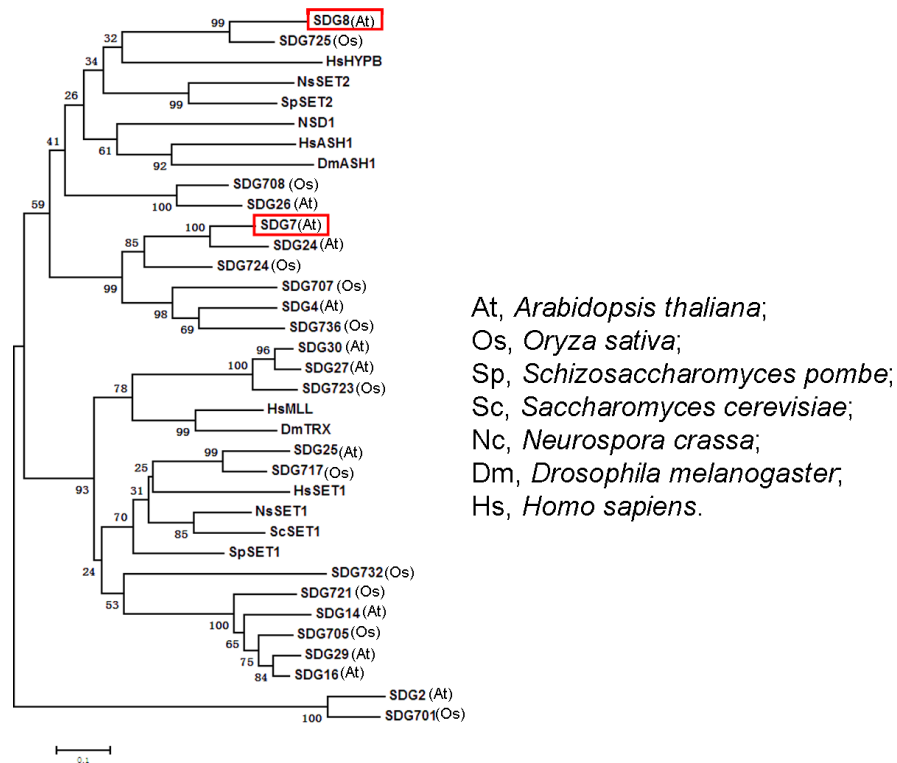 99
SDG8 (At)
SDG725 (Os)
32
HsHYPB
34
NsSET2
99
SpSET2
26
NSD1
61
HsASH1
92
DmASH1
41
SDG708 (Os)
100
SDG26 (At)
59
SDG7 (At)
100
SDG24 (At)
85
SDG724 (Os)
99
SDG707 (Os)
98
SDG4 (At)
69
SDG736 (Os)
96
SDG30 (At)
100
SDG27 (At)
SDG723 (Os)
78
HsMLL
99
DmTRX
93
99
SDG25 (At)
SDG717 (Os)
25
HsSET1
31
NsSET1
85
ScSET1
70
SpSET1
24
SDG732 (Os)
53
SDG721 (Os)
100
SDG14 (At)
65
SDG705 (Os)
75
SDG29 (At)
84
SDG16 (At)
SDG2 (At)
100
SDG701 (Os)
0.1
At, Arabidopsis thaliana;
Os, Oryza sativa;
Sp, Schizosaccharomyces pombe;
Sc, Saccharomyces cerevisiae;
Nc, Neurospora crassa;
Dm, Drosophila melanogaster;
Hs, Homo sapiens.